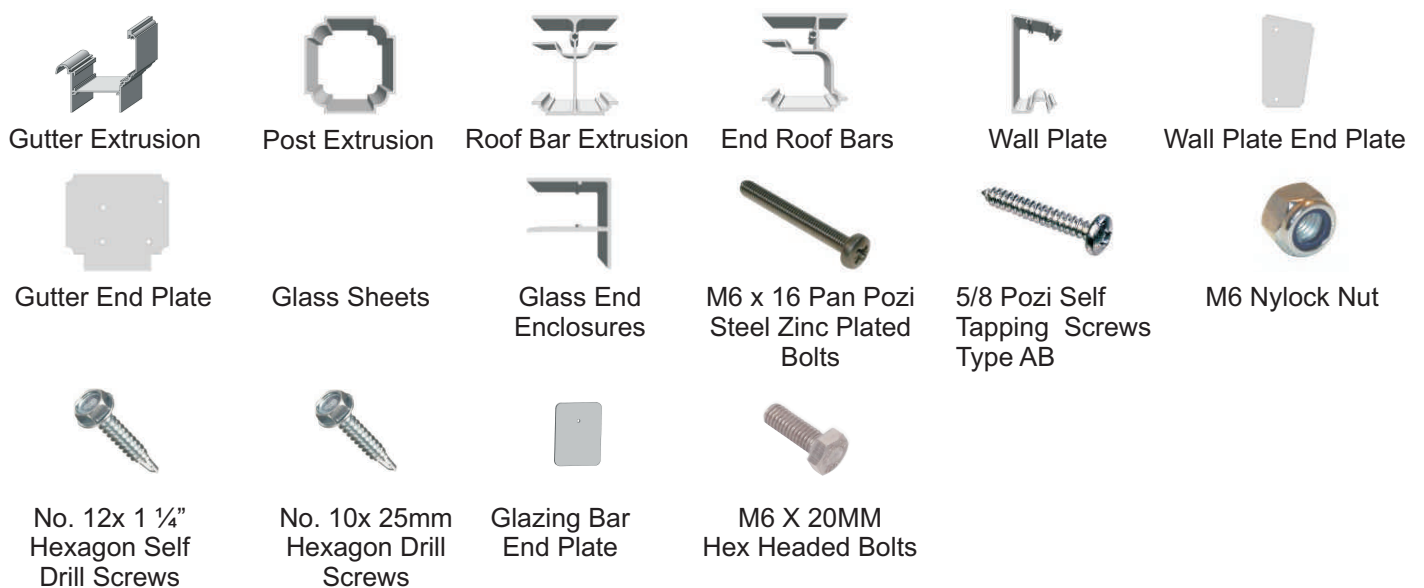 Gutter Extrusion
Post Extrusion
Roof Bar Extrusion
End Roof Bars
Wall Plate
Wall Plate End Plate
Gutter End Plate
Glass Sheets
Glass End
Enclosures
M6 x 16 Pan Pozi
Steel Zinc Plated
Bolts
5/8 Pozi Self
Tapping Screws
Type AB
M6 Nylock Nut
No. 12x 1 ¼”
Hexagon Self
Drill Screws
No. 10x 25mm
Hexagon Drill
Screws
Glazing Bar
End Plate
M6 X 20MM
Hex Headed Bolts